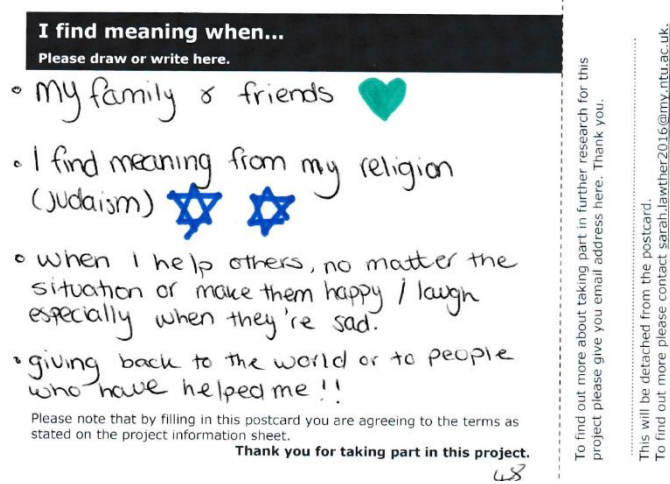 I find meaning when...
Please draw or write here.
• My family & friends
• I find meaning from my religion
(Judaism)
• when I help others, no matter the
situation or make them happy / laugh
especially when they're sad.
• giving back to the world or to people
who have helped me !!
Please note that by filling in this postcard you are agreeing to the terms as
stated on the project information sheet.
Thank you for taking part in this project.
48
To find out more about taking part in further research for this
project please give you email address here. Thank you.
This will be detached from the postcard.
To find out more please contact sarah.lawther2016@my.ntu.ac.uk.